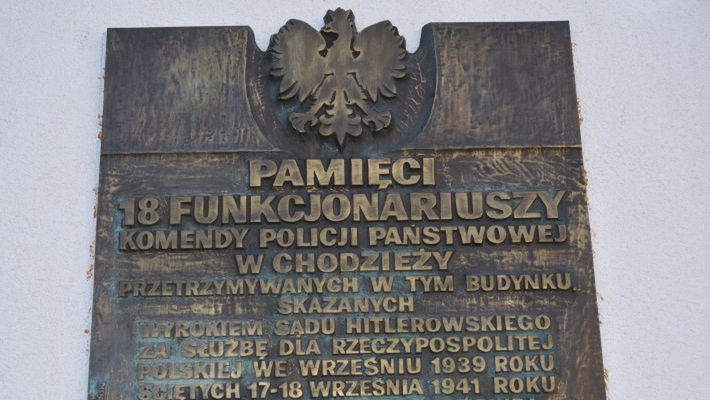 PAMIĘCI
18 FUNKCJONARIUSZY
KOMENDY POLICJI PAŃSTWOWEJ
W CHODZIEŻY
PRZETRZYMYWANYCH W TYM BUDYNKU,
SKAZANYCH
WYROKIEM SĄDU HITLEROWSKIEGO
ZA SŁUŻBĘ DLA RZECZYPOSPOLITEJ
POLSKIEJ WE WRZEŚNIU 1939 ROKU
ŚCIĘTYCH 17-18 WRZEŚNIA 1941 ROKU